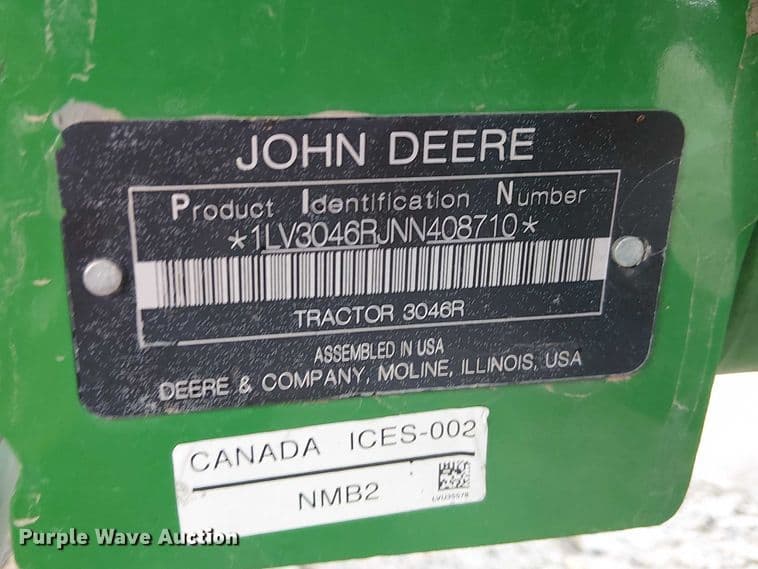 JOHN DEERE
Product Identification Number
*1LV3046RJNN408710*
TRACTOR 3046R
ASSEMBLED IN USA
DEERE & COMPANY, MOLINE, ILLINOIS, USA
CANADA ICES-002
NMB2
Purple Wave Auction